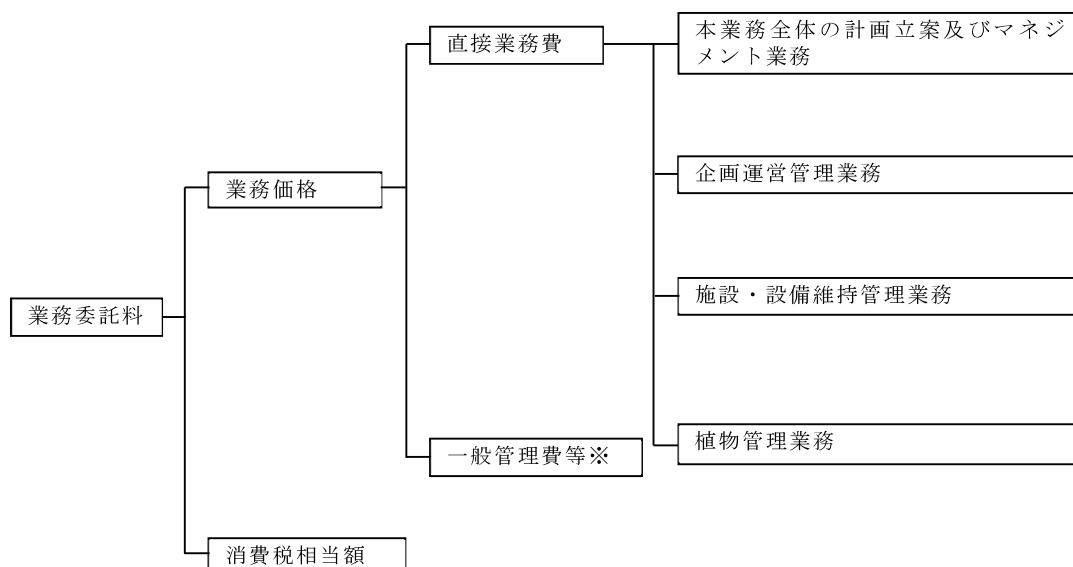 直接業務費
本業務全体の計画立案及びマネジ
メント業務
業務価格
企画運営管理業務
業務委託料
施設・設備維持管理業務
一般管理費等※
植物管理業務
消費税相当額